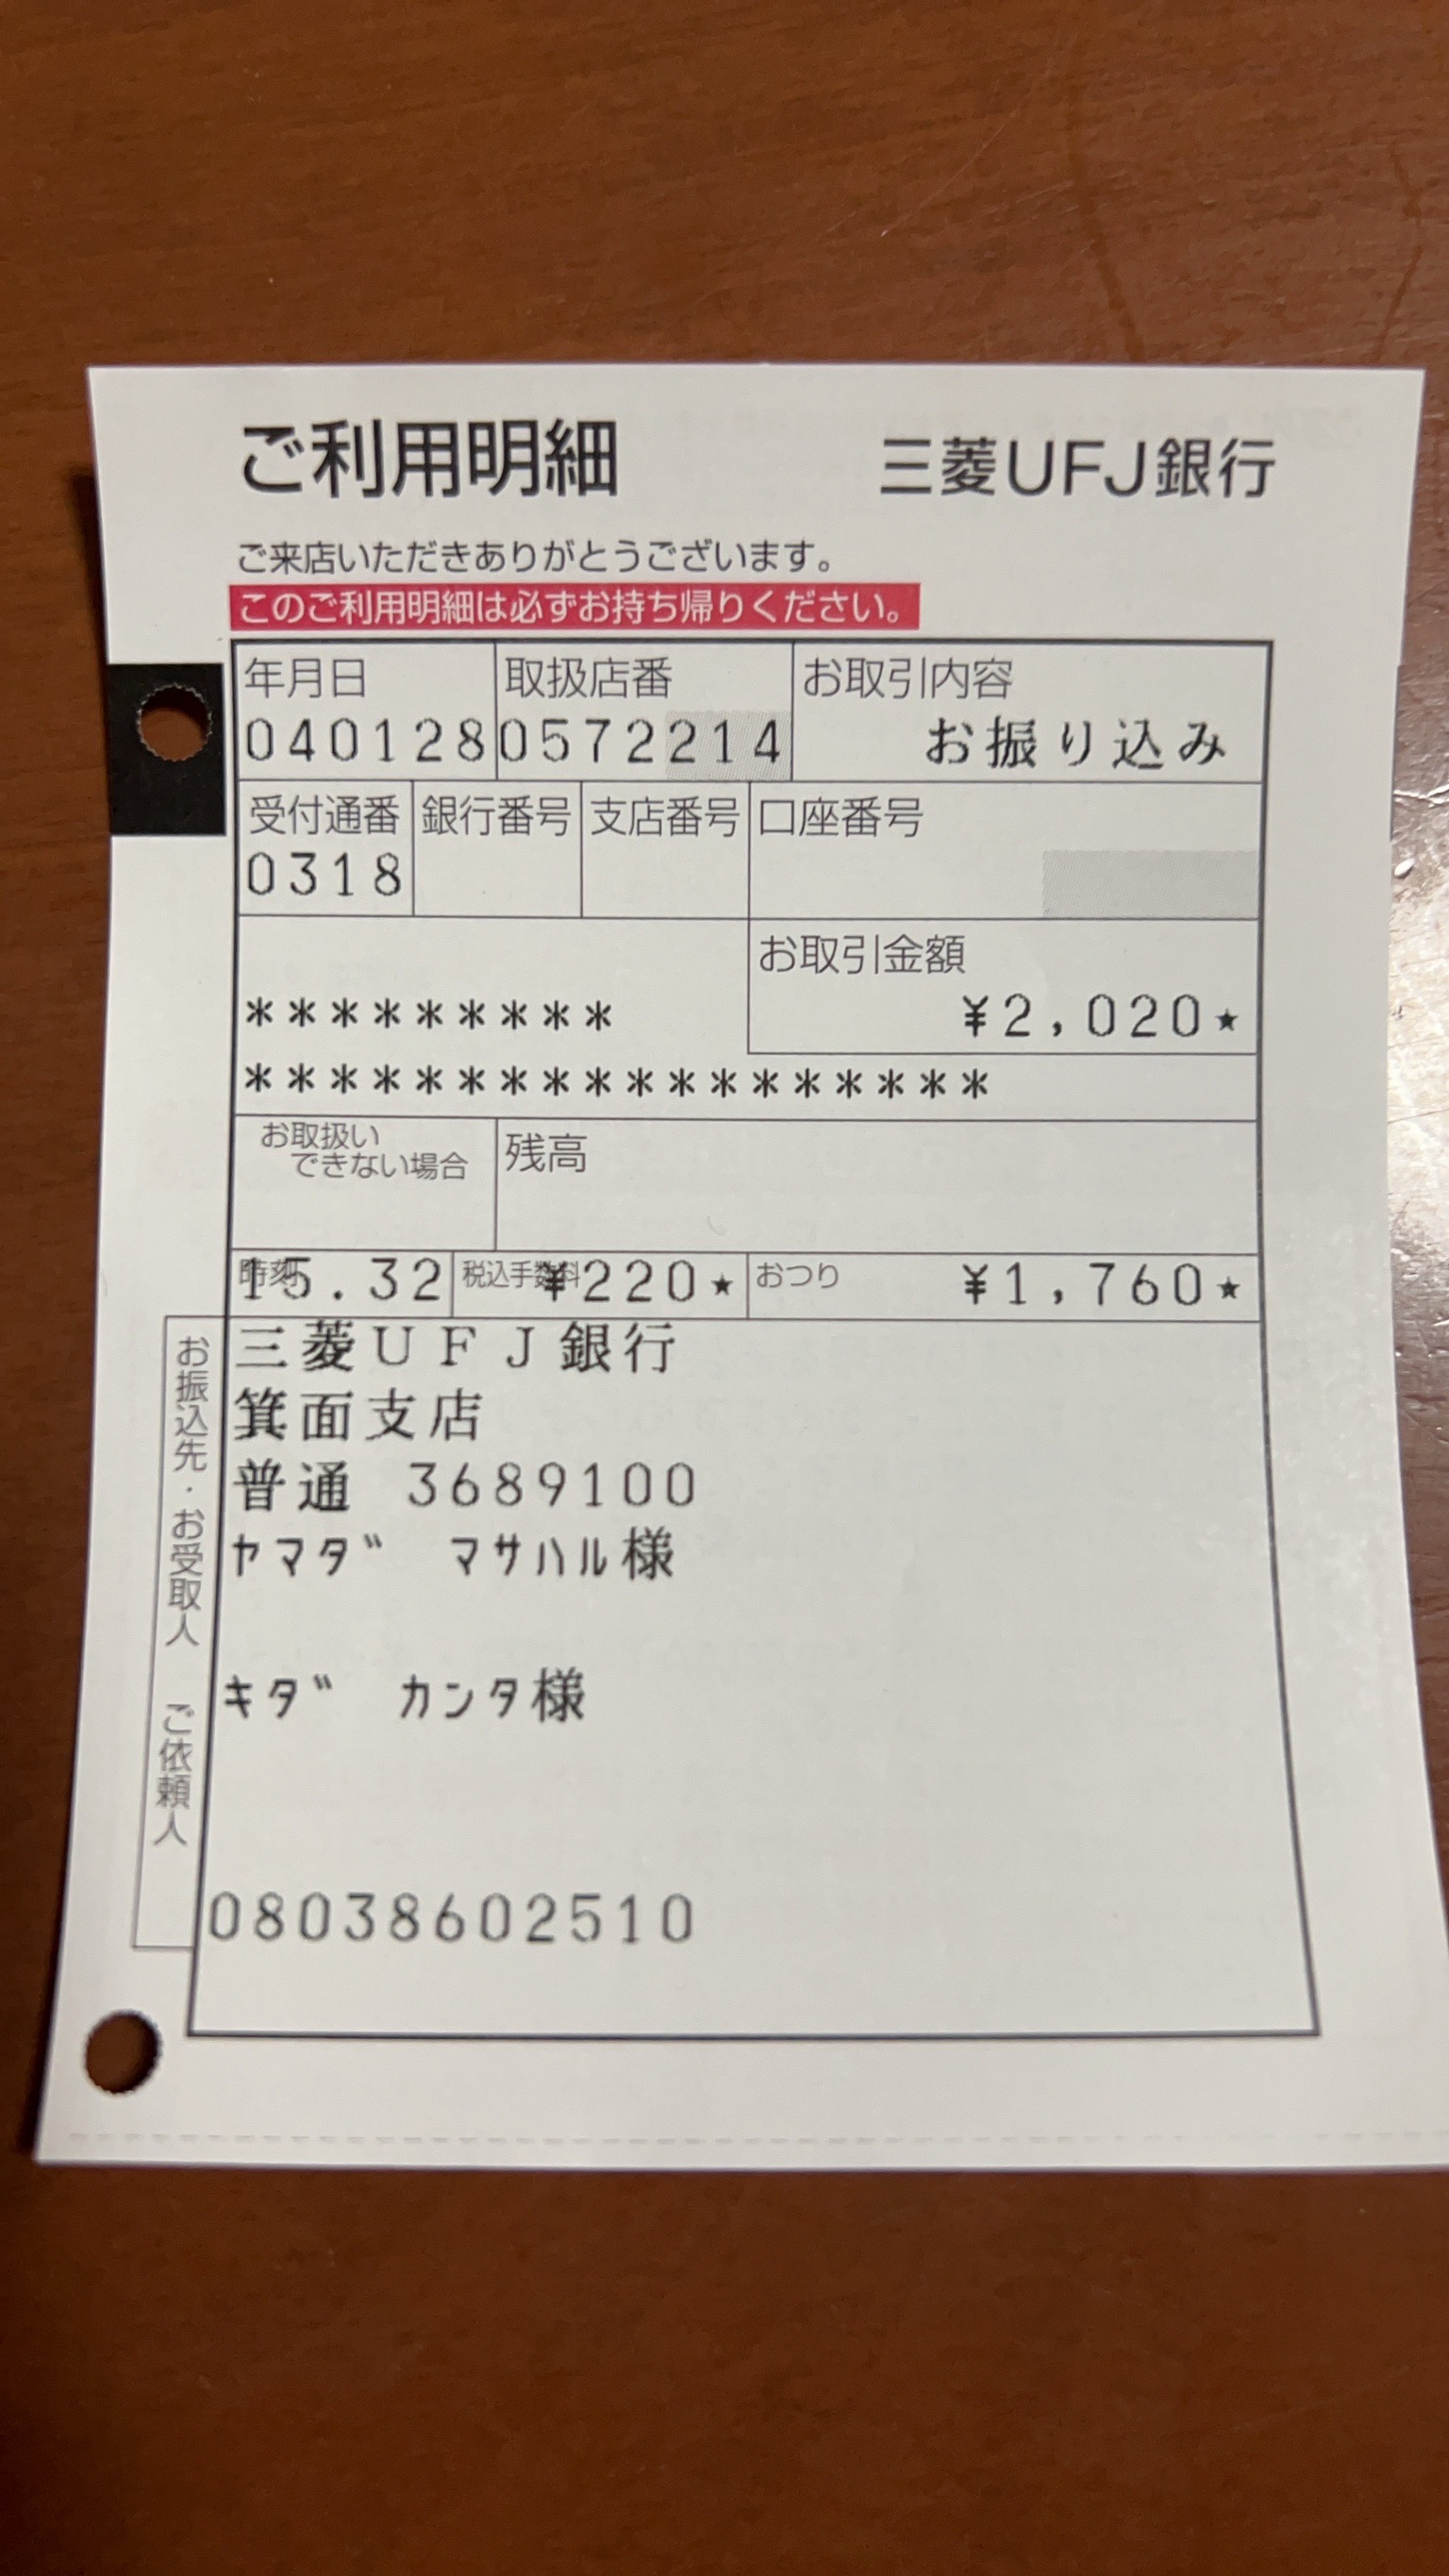 ご利用明細 三菱UFJ銀行
ご来店いただきありがとうございます。
このご利用明細は必ずお持ち帰りください。
年月日 取扱店番 お取引内容
040128 0572214 お振り込み
受付通番 銀行番号 支店番号 口座番号
0318
お取引金額
********* ¥2,020★
******************
お取扱い
できない場合 残高
時刻 15.32 税込手数料 ¥220★ おつり ¥1,760★
お振込先・お受取人 ご依頼人
三菱UFJ銀行
箕面支店
普通 3689100
ヤマダ マサハル様
キダ カンタ様
08038602510